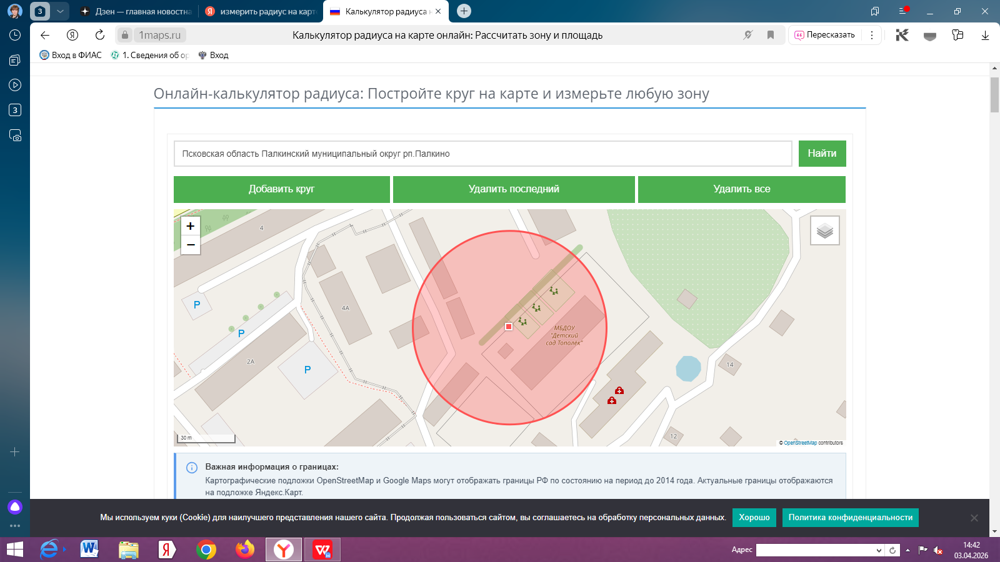 3
Дзен — главная новостна
Я измерить радиус на карт
Калькулятор радиуса н
1maps.ru
Калькулятор радиуса на карте онлайн: Рассчитать зону и площадь
Пересказать
Вход в ФИАС
1. Сведения об ор
Вход
3
Онлайн-калькулятор радиуса: Постройте круг на карте и измерьте любую зону
Псковская область Палкинский муниципальный округ рп.Палкино
Найти
Добавить круг
Удалить последний
Удалить все
+
−
4
4A
P
P
2A
P
МБДОУ
"Детский
сад Тополёк"
14
12
30 m
© OpenStreetMap contributors
Важная информация о границах:
Картографические подложки OpenStreetMap и Google Maps могут отображать границы РФ по состоянию на период до 2014 года. Актуальные границы отображаются
на подложке Яндекс.Карт.
Мы используем куки (Cookie) для наилучшего представления нашего сайта. Продолжая пользоваться сайтом, вы соглашаетесь на обработку персональных данных.
Хорошо
Политика конфиденциальности
Адрес
14:42
03.04.2026